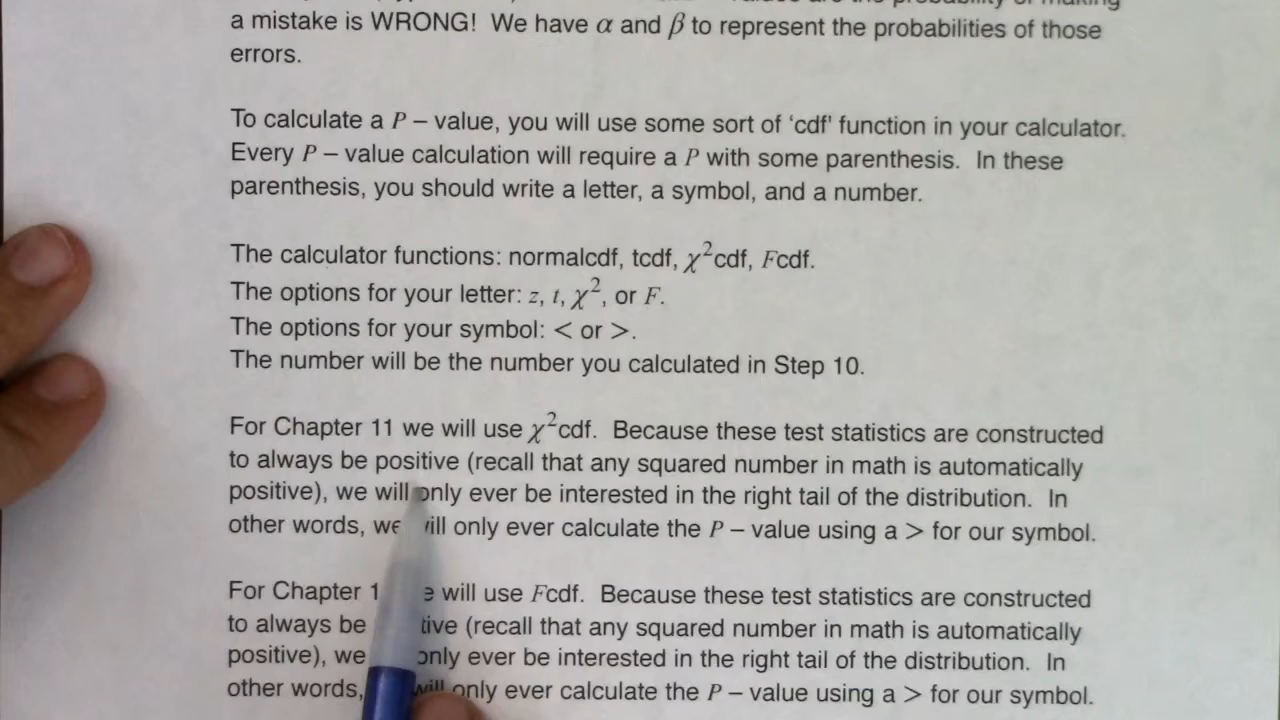 a mistake is WRONG! We have α and β to represent the probabilities of those
errors.
To calculate a P – value, you will use some sort of ‘cdf' function in your calculator.
Every P – value calculation will require a P with some parenthesis. In these
parenthesis, you should write a letter, a symbol, and a number.
The calculator functions: normalcdf, tcdf, χ²cdf, Fcdf.
The options for your letter: z, t, χ², or F.
The options for your symbol: < or >.
The number will be the number you calculated in Step 10.
For Chapter 11 we will use χ²cdf. Because these test statistics are constructed
to always be positive (recall that any squared number in math is automatically
positive), we will only ever be interested in the right tail of the distribution. In
other words, we will only ever calculate the P – value using a > for our symbol.
For Chapter will use Fcdf. Because these test statistics are constructed
to always be (recall that any squared number in math is automatically
positive), we only ever be interested in the right tail of the distribution. In
other words, will only ever calculate the P – value using a > for our symbol.